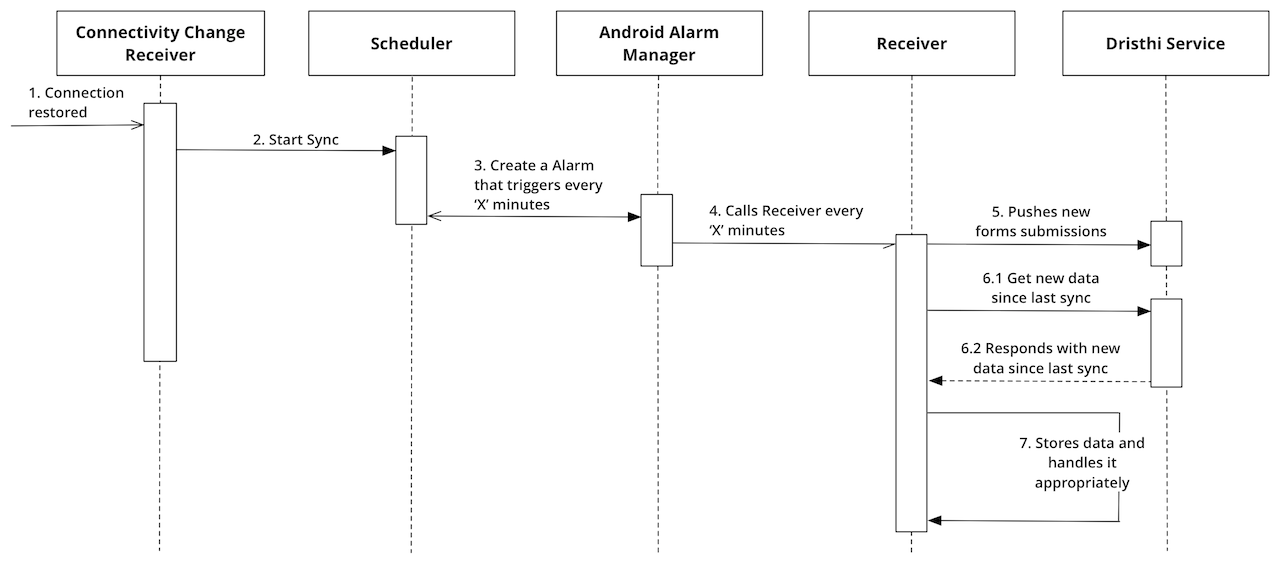 Connectivity Change
Receiver
Scheduler
Android Alarm
Manager
Receiver
Dristhi Service
1. Connection
restored
2. Start Sync
3. Create a Alarm
that triggers every
‘X’ minutes
4. Calls Receiver every
‘X’ minutes
5. Pushes new
forms submissions
6.1 Get new data
since last sync
6.2 Responds with new
data since last sync
7. Stores data and
handles it
appropriately